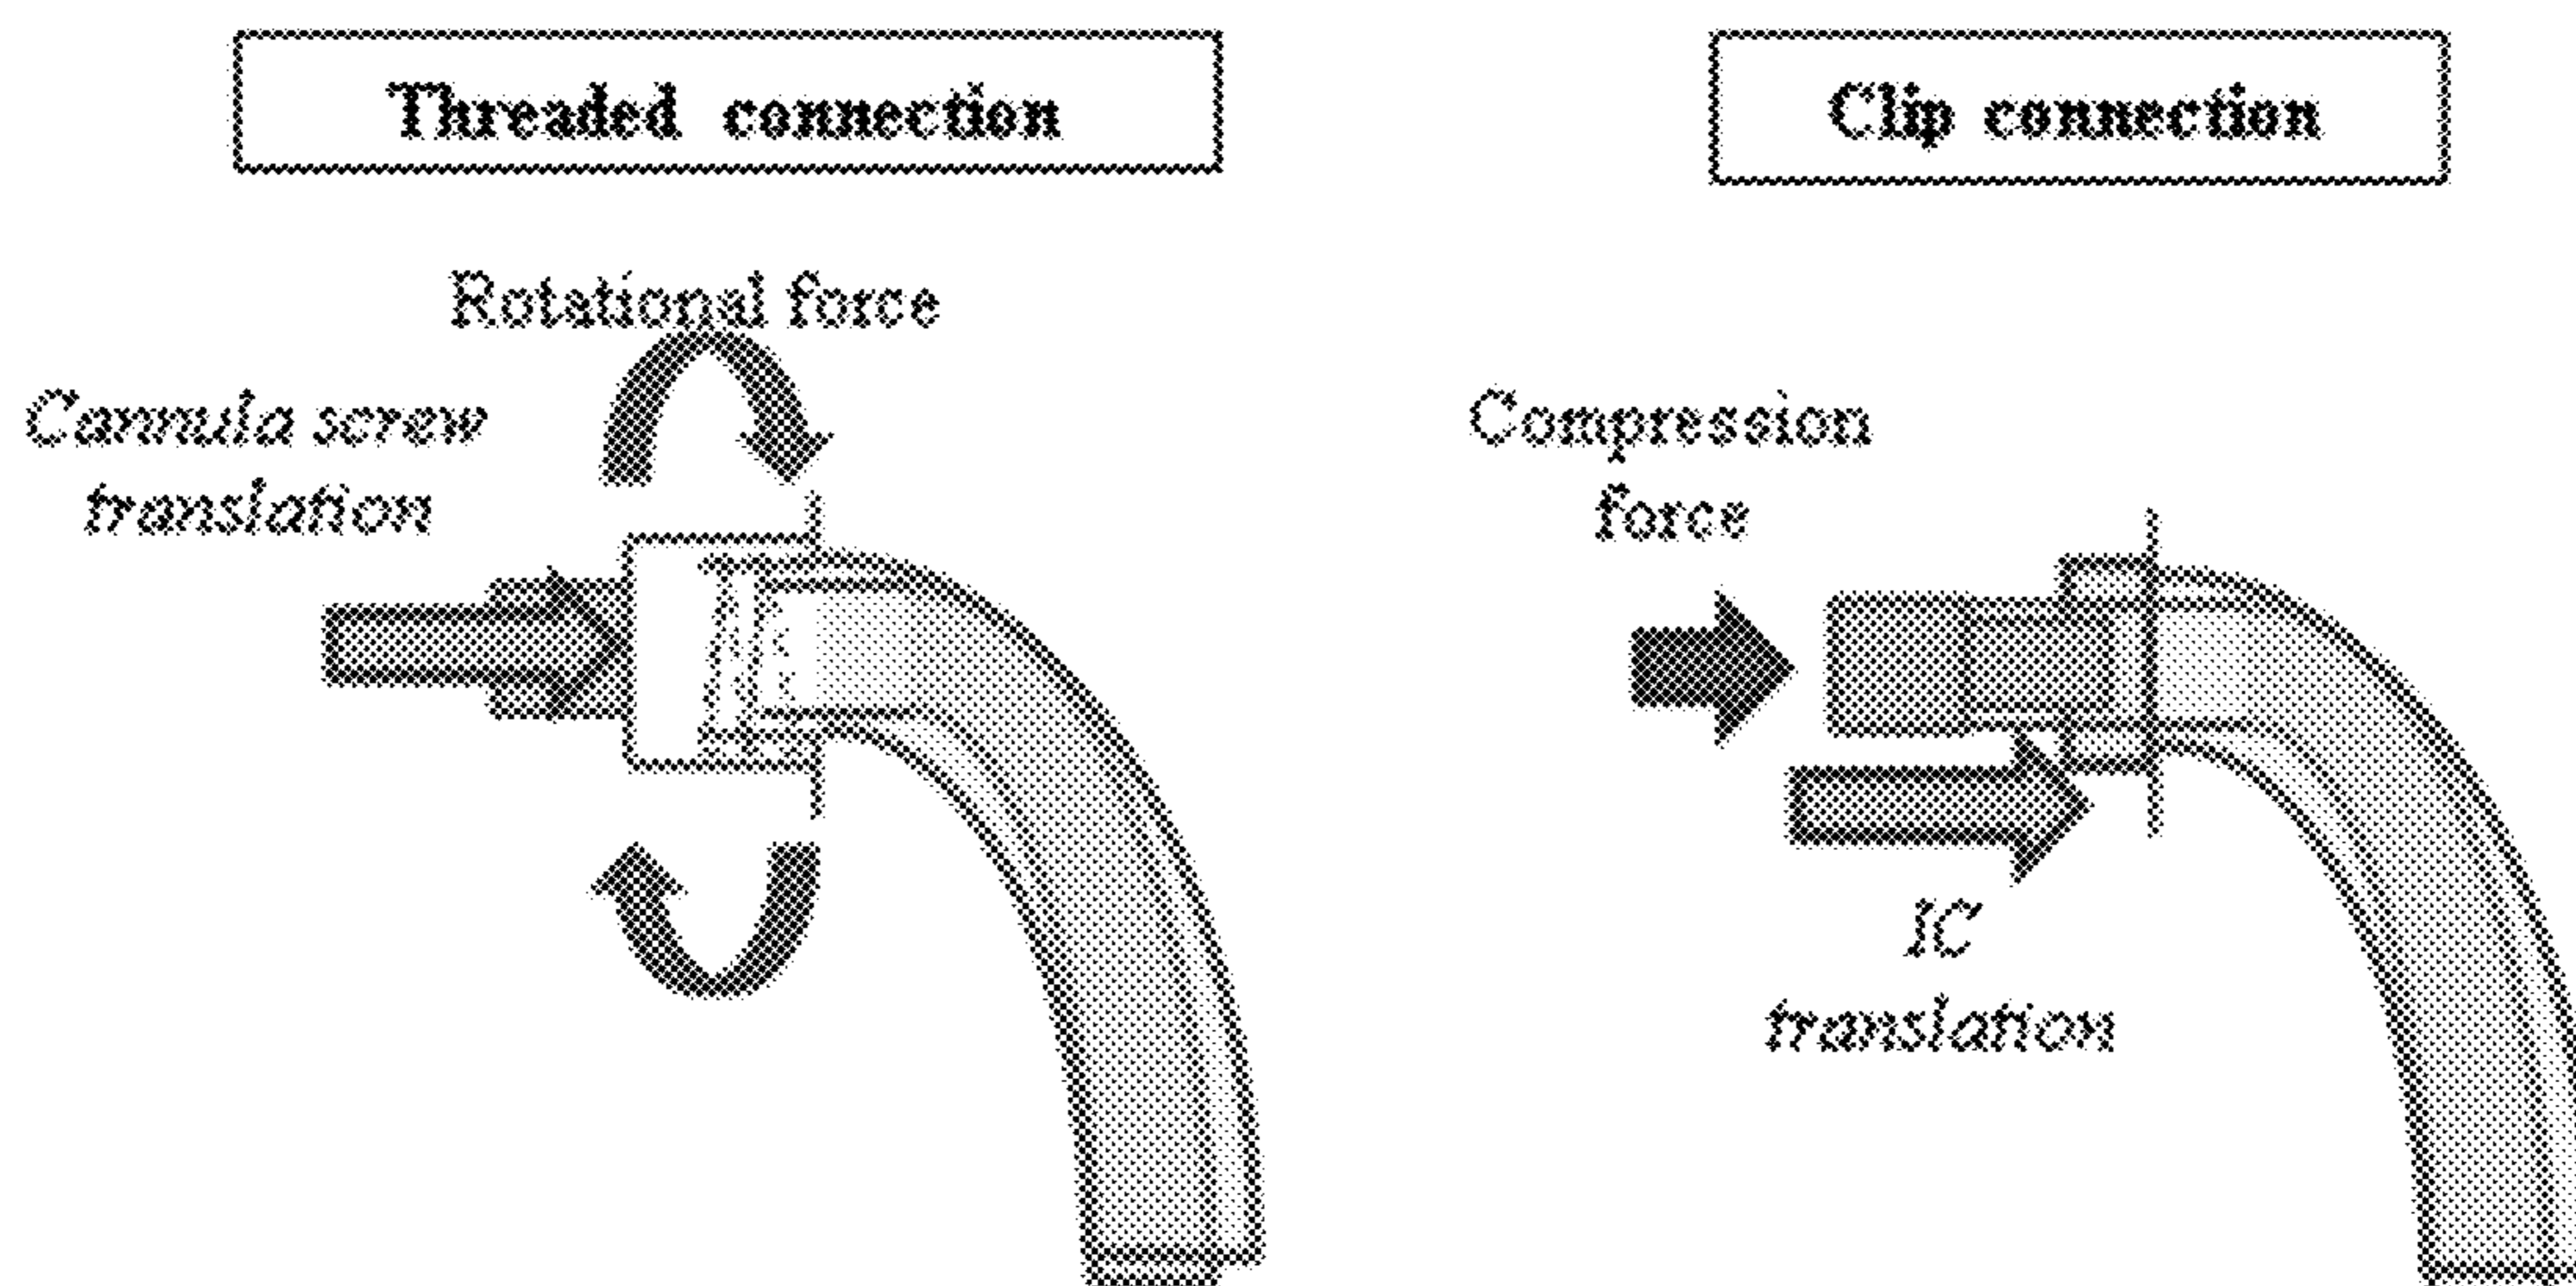 Threaded connection
Rotational force
Cannula screw
translation
Clip connection
Compression
force
IC
translation